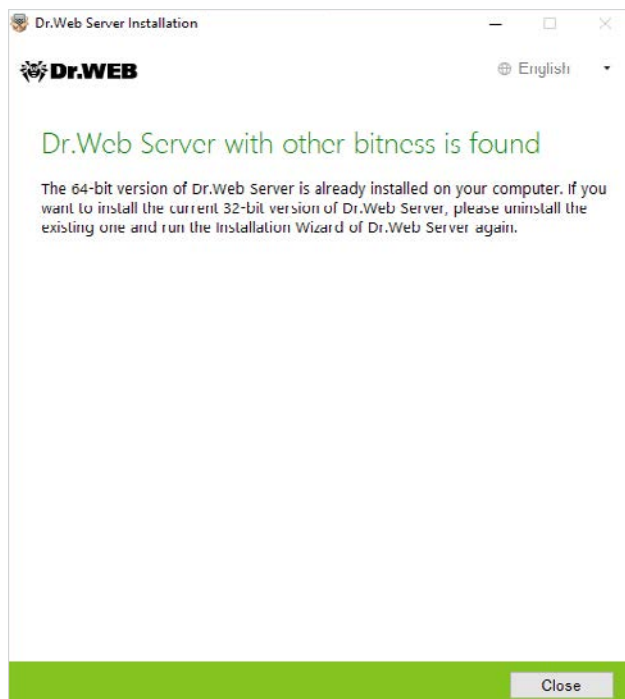 Dr.Web Server Installation
Dr.WEB
English
Dr.Web Server with other bitness is found
The 64-bit version of Dr.Web Server is already installed on your computer. If you
want to install the current 32-bit version of Dr.Web Server, please uninstall the
existing one and run the Installation Wizard of Dr.Web Server again.
Close